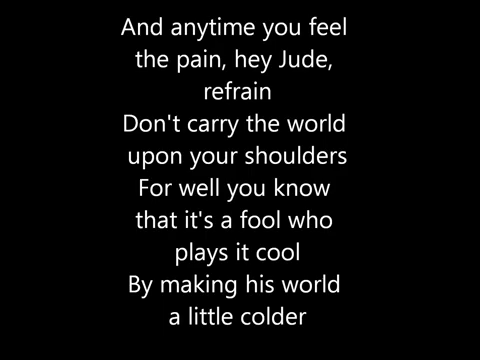 And anytime you feel
the pain, hey Jude,
refrain
Don't carry the world
upon your shoulders
For well you know
that it's a fool who
plays it cool
By making his world
a little colder